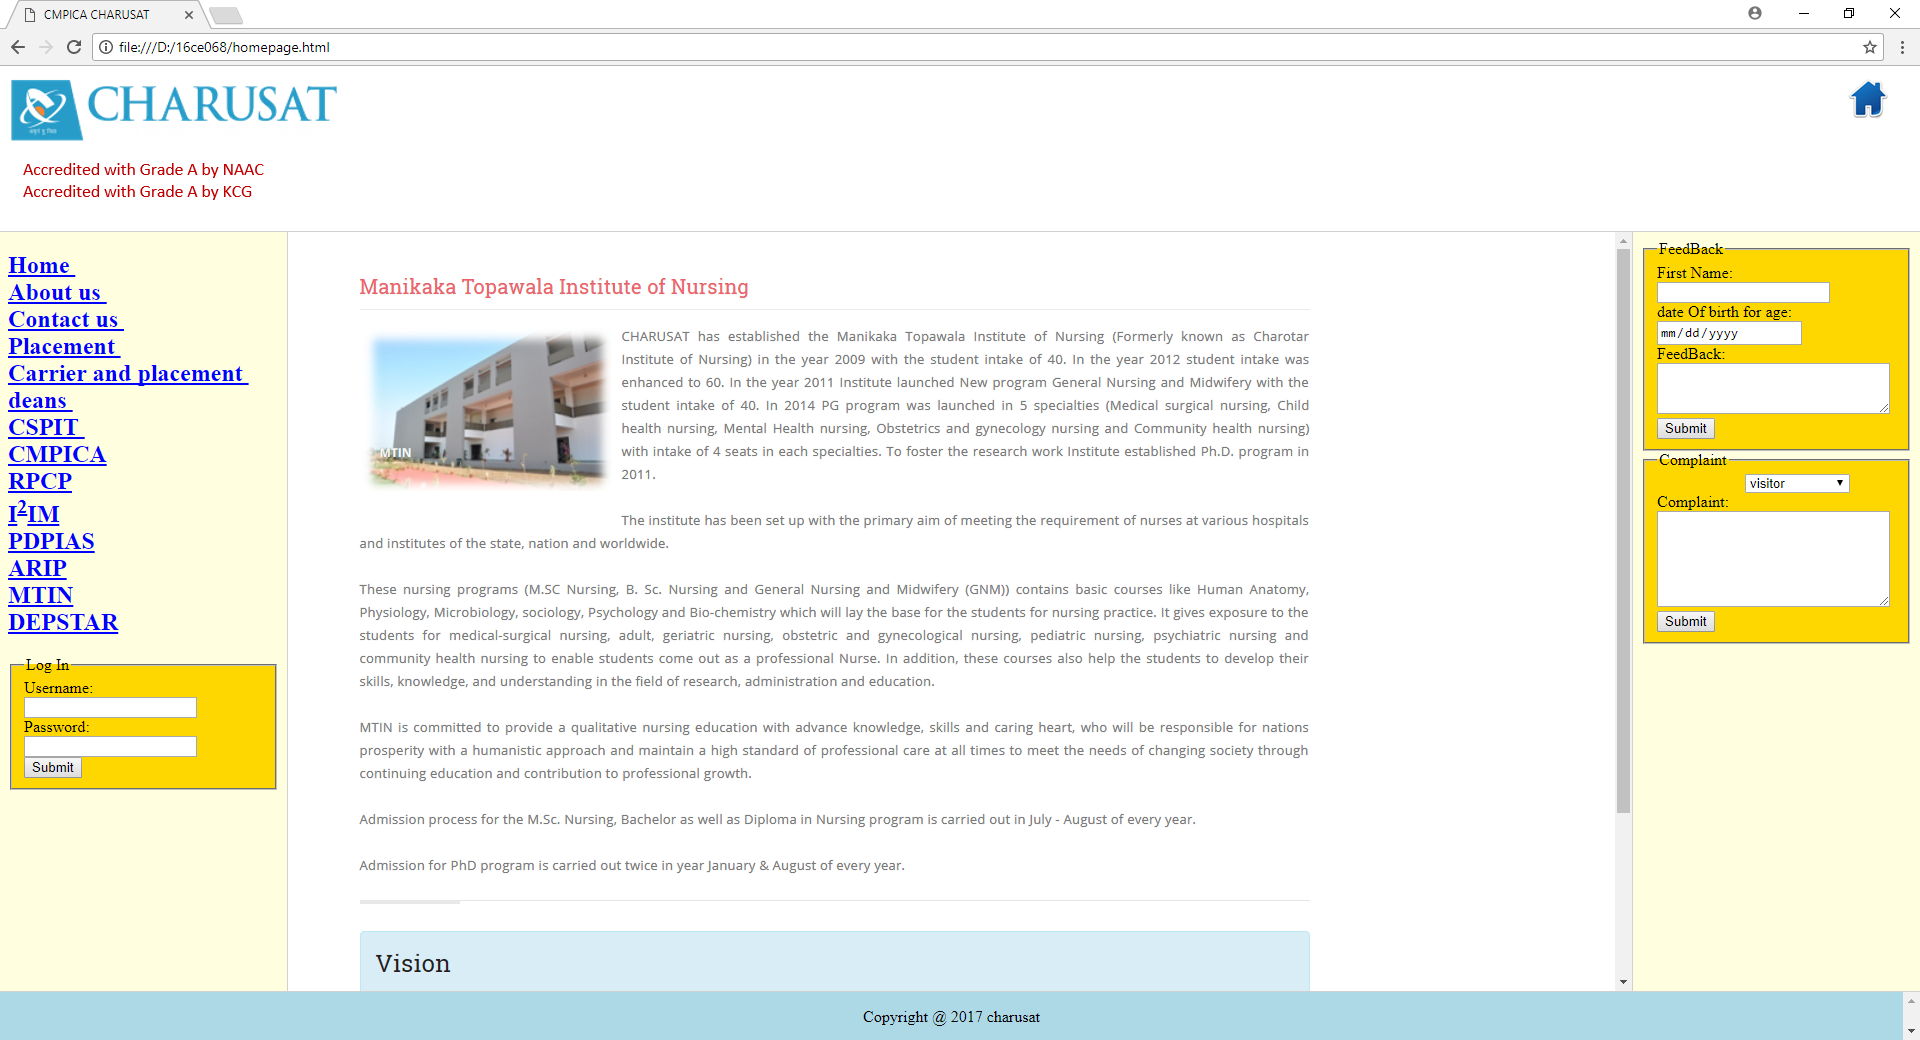 CMPICA CHARUSAT
file:///D:/16ce068/homepage.html
CHARUSAT
Accredited with Grade A by NAAC
Accredited with Grade A by KCG
Home
About us
Contact us
Placement
Carrier and placement
deans
CSPIT
CMPICA
RPCP
I²IM
PDPIAS
ARIP
MTIN
DEPSTAR
Log In
Username:
Password:
Submit
Manikaka Topawala Institute of Nursing
MTIN
CHARUSAT has established the Manikaka Topawala Institute of Nursing (Formerly known as Charotar
Institute of Nursing) in the year 2009 with the student intake of 40. In the year 2012 student intake was
enhanced to 60. In the year 2011 Institute launched New program General Nursing and Midwifery with the
student intake of 40. In 2014 PG program was launched in 5 specialties (Medical surgical nursing, Child
health nursing, Mental Health nursing, Obstetrics and gynecology nursing and Community health nursing)
with intake of 4 seats in each specialties. To foster the research work Institute established Ph.D. program in
2011.
The institute has been set up with the primary aim of meeting the requirement of nurses at various hospitals
and institutes of the state, nation and worldwide.
These nursing programs (M.SC Nursing, B. Sc. Nursing and General Nursing and Midwifery (GNM)) contains basic courses like Human Anatomy,
Physiology, Microbiology, sociology, Psychology and Bio-chemistry which will lay the base for the students for nursing practice. It gives exposure to the
students for medical-surgical nursing, adult, geriatric nursing, obstetric and gynecological nursing, pediatric nursing, psychiatric nursing and
community health nursing to enable students come out as a professional Nurse. In addition, these courses also help the students to develop their
skills, knowledge, and understanding in the field of research, administration and education.
MTIN is committed to provide a qualitative nursing education with advance knowledge, skills and caring heart, who will be responsible for nations
prosperity with a humanistic approach and maintain a high standard of professional care at all times to meet the needs of changing society through
continuing education and contribution to professional growth.
Admission process for the M.Sc. Nursing, Bachelor as well as Diploma in Nursing program is carried out in July - August of every year.
Admission for PhD program is carried out twice in year January & August of every year.
Vision
FeedBack
First Name:
date Of birth for age:
mm/dd/yyyy
FeedBack:
Submit
Complaint
visitor
Complaint:
Submit
Copyright @ 2017 charusat